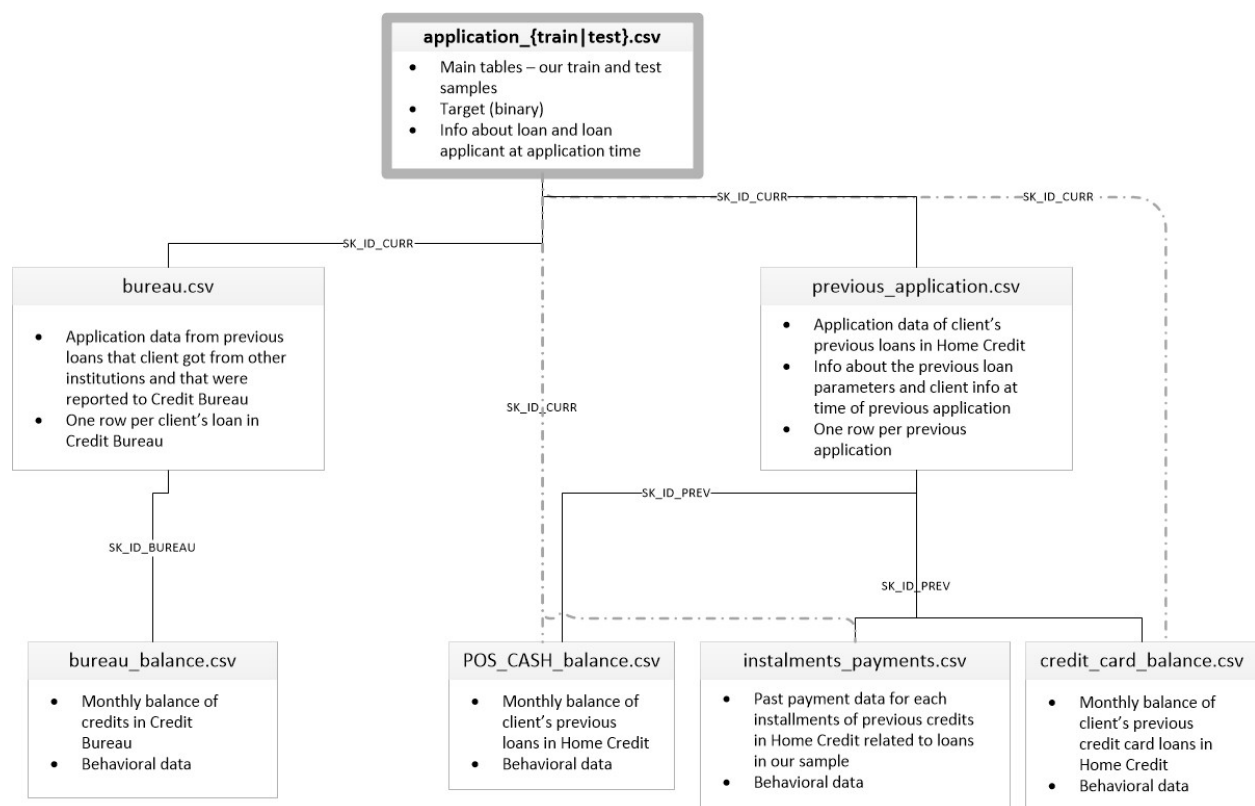 application_{train|test}.csv
• Main tables – our train and test
samples
• Target (binary)
• Info about loan and loan
applicant at application time
SK_ID_CURR
SK_ID_CURR
SK_ID_CURR
bureau.csv
• Application data from previous
loans that client got from other
institutions and that were
reported to Credit Bureau
• One row per client's loan in
Credit Bureau
previous_application.csv
• Application data of client's
previous loans in Home Credit
• Info about the previous loan
parameters and client info at
time of previous application
• One row per previous
application
SK_ID_CURR
SK_ID_PREV
SK_ID_BUREAU
SK_ID_PREV
bureau_balance.csv
• Monthly balance of
credits in Credit
Bureau
• Behavioral data
POS_CASH_balance.csv
• Monthly balance of
client's previous
loans in Home Credit
• Behavioral data
instalments_payments.csv
• Past payment data for each
installments of previous credits
in Home Credit related to loans
in our sample
• Behavioral data
credit_card_balance.csv
• Monthly balance of
client's previous
credit card loans in
Home Credit
• Behavioral data